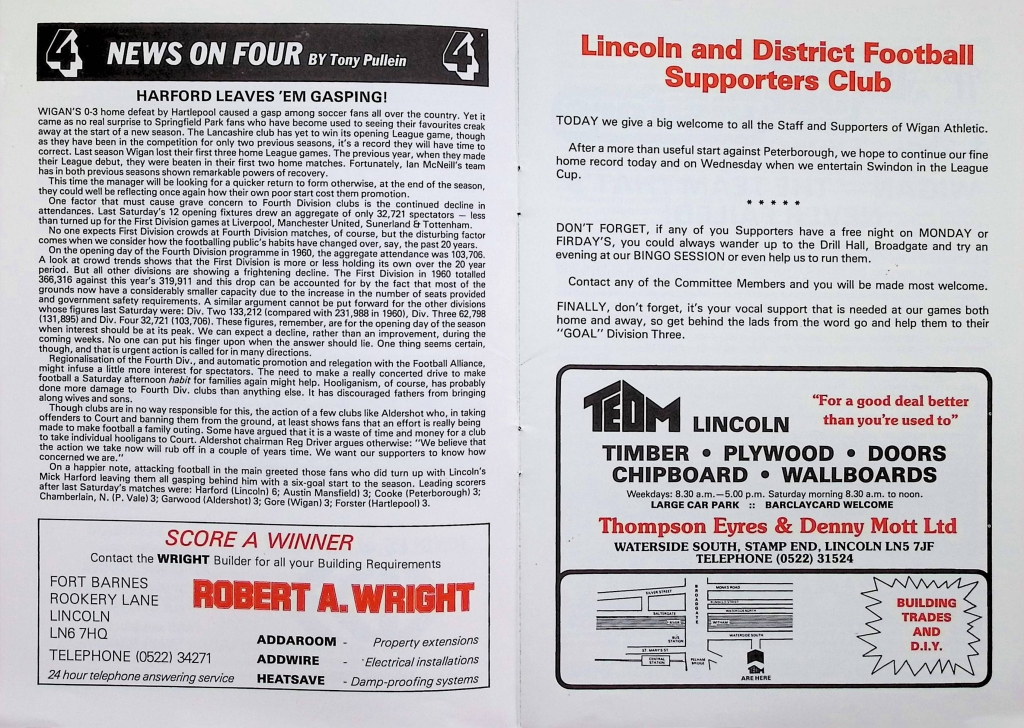 4 NEWS ON FOUR BY Tony Pullein 4
HARFORD LEAVES 'EM GASPING!
WIGAN'S 0-3 home defeat by Hartlepool caused a gasp among soccer fans all over the country. Yet it
came as no real surprise to Springfield Park fans who have become used to seeing their favourites creak
away at the start of a new season. The Lancashire club has yet to win its opening League game, though
as they have been in the competition for only two previous seasons, it's a record they will have time to
correct. Last season Wigan lost their first three home League games. The previous year, when they made
their League debut, they were beaten in their first two home matches. Fortunately, Ian McNeill's team
has in both previous seasons shown remarkable powers of recovery.
This time the manager will be looking for a quicker return to form otherwise, at the end of the season,
they could well be reflecting once again how their own poor start cost them promotion.
One factor that must cause grave concern to Fourth Division clubs is the continued decline in
attendances. Last Saturday's 12 opening fixtures drew an aggregate of only 32,721 spectators — less
than turned up for the First Division games at Liverpool, Manchester United, Sunerland & Tottenham.
No one expects First Division crowds at Fourth Division matches, of course, but the disturbing factor
comes when we consider how the footballing public's habits have changed over, say, the past 20 years.
On the opening day of the Fourth Division programme in 1960, the aggregate attendance was 103,706.
A look at crowd trends shows that the First Division is more or less holding its own over the 20 year
period. But all other divisions are showing a frightening decline. The First Division in 1960 totalled
366,316 against this year's 319,911 and this drop can be accounted for by the fact that most of the
grounds now have a considerably smaller capacity due to the increase in the number of seats provided
and government safety requirements. A similar argument cannot be put forward for the other divisions
whose figures last Saturday were: Div. Two 133,212 (compared with 231,988 in 1960), Div. Three 62,798
(131,895) and Div. Four 32,721 (103,706). These figures, remember, are for the opening day of the season
when interest should be at its peak. We can expect a decline, rather than an improvement, during the
coming weeks. No one can put his finger upon when the answer should lie. One thing seems certain,
though, and that is urgent action is called for in many directions.
Regionalisation of the Fourth Div., and automatic promotion and relegation with the Football Alliance,
might infuse a little more interest for spectators. The need to make a really concerted drive to make
football a Saturday afternoon habit for families again might help. Hooliganism, of course, has probably
done more damage to Fourth Div. clubs than anything else. It has discouraged fathers from bringing
along wives and sons.
Though clubs are in no way responsible for this, the action of a few clubs like Aldershot who, in taking
offenders to Court and banning them from the ground, at least shows fans that an effort is really being
made to make football a family outing. Some have argued that it is a waste of time and money for a club
to take individual hooligans to Court. Aldershot chairman Reg Driver argues otherwise: "We believe that
the action we take now will rub off in a couple of years time. We want our supporters to know how
concerned we are."
On a happier note, attacking football in the main greeted those fans who did turn up with Lincoln's
Mick Harford leaving them all gasping behind him with a six-goal start to the season. Leading scorers
after last Saturday's matches were: Harford (Lincoln) 6; Austin Mansfield) 3; Cooke (Peterborough) 3;
Chamberlain, N. (P. Vale) 3; Garwood (Aldershot) 3; Gore (Wigan) 3; Forster (Hartlepool) 3.
SCORE A WINNER
Contact the WRIGHT Builder for all your Building Requirements
FORT BARNES
ROOKERY LANE
LINCOLN
LN6 7HQ
TELEPHONE (0522) 34271
24 hour telephone answering service
ROBERT A. WRIGHT
ADDAROOM - Property extensions
ADDWIRE - Electrical installations
HEATSAVE - Damp-proofing systems
Lincoln and District Football
Supporters Club
TODAY we give a big welcome to all the Staff and Supporters of Wigan Athletic.
After a more than useful start against Peterborough, we hope to continue our fine
home record today and on Wednesday when we entertain Swindon in the League
Cup.
* * * * *
DON'T FORGET, if any of you Supporters have a free night on MONDAY or
FIRDAY'S, you could always wander up to the Drill Hall, Broadgate and try an
evening at our BINGO SESSION or even help us to run them.
Contact any of the Committee Members and you will be made most welcome.
FINALLY, don't forget, it's your vocal support that is needed at our games both
home and away, so get behind the lads from the word go and help them to their
"GOAL" Division Three.
TEDM LINCOLN
"For a good deal better
than you're used to"
TIMBER • PLYWOOD • DOORS
CHIPBOARD • WALLBOARDS
Weekdays: 8.30 a.m.—5.00 p.m. Saturday morning 8.30 a.m. to noon.
LARGE CAR PARK :: BARCLAYCARD WELCOME
Thompson Eyres & Denny Mott Ltd
WATERSIDE SOUTH, STAMP END, LINCOLN LN5 7JF
TELEPHONE (0522) 31524
SILVER STREET
BROADGATE
MONKS ROAD
WATERSIDE NORTH
SALTERGATE
WITHAM
BUS
STATION
WATERSIDE SOUTH
ST. MARY'S ST
CENTRAL
STATION
PELHAM
BRIDGE
TEDM
ARE HERE
BUILDING
TRADES
AND
D.I.Y.